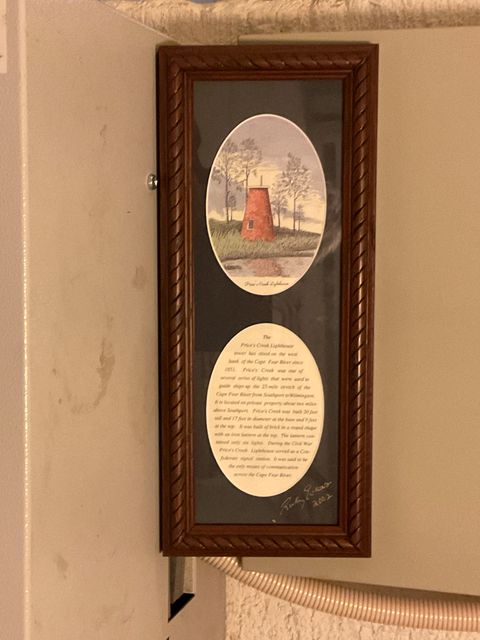 Price's Creek Lighthouse
The
Price's Creek Lighthouse
tower has stood on the west
bank of the Cape Fear River since
1851. Price's Creek was one of
several series of lights that were used to
guide ships up the 25-mile stretch of the
Cape Fear River from Southport to Wilmington.
It is located on private property about two miles
above Southport. Price's Creek was built 20 feet
tall and 17 feet in diameter at the base and 9 feet
at the top. It was built of brick in a round shape
with an iron lantern at the top. The lantern con-
tained only six lights. During the Civil War
Price's Creek Lighthouse served as a Con-
federate signal station. It was said to be
the only means of communication
across the Cape Fear River.
2002